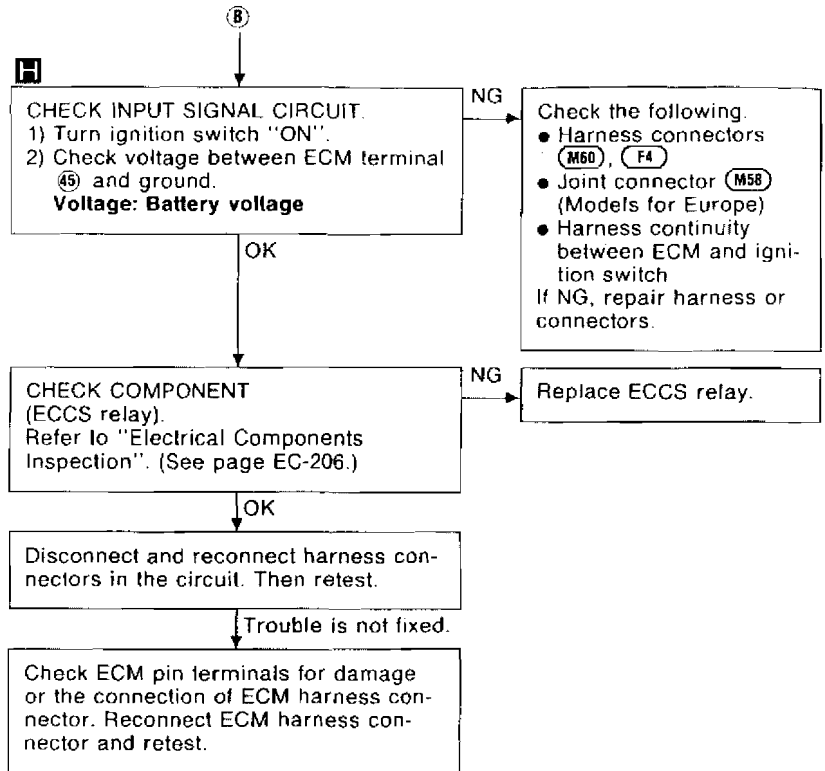 B
H
CHECK INPUT SIGNAL CIRCUIT.
1) Turn ignition switch "ON".
2) Check voltage between ECM terminal
45 and ground.
Voltage: Battery voltage
NG
Check the following.
● Harness connectors
M60, F4
● Joint connector M58
(Models for Europe)
● Harness continuity
between ECM and igni-
tion switch
If NG, repair harness or
connectors.
OK
CHECK COMPONENT
(ECCS relay).
Refer to "Electrical Components
Inspection". (See page EC-206.)
NG
Replace ECCS relay.
OK
Disconnect and reconnect harness con-
nectors in the circuit. Then retest.
Trouble is not fixed.
Check ECM pin terminals for damage
or the connection of ECM harness con-
nector. Reconnect ECM harness con-
nector and retest.